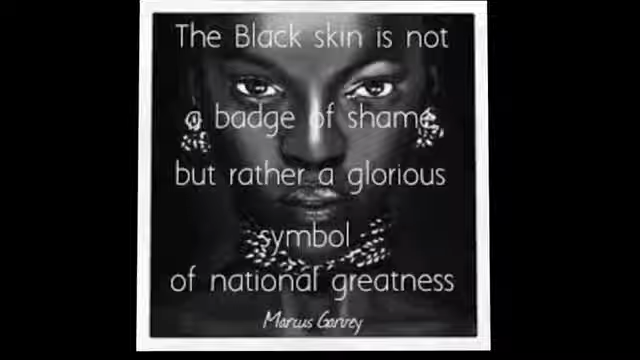 The Black skin is not
a badge of shame
but rather a glorious
symbol
of national greatness
Marcus Garvey